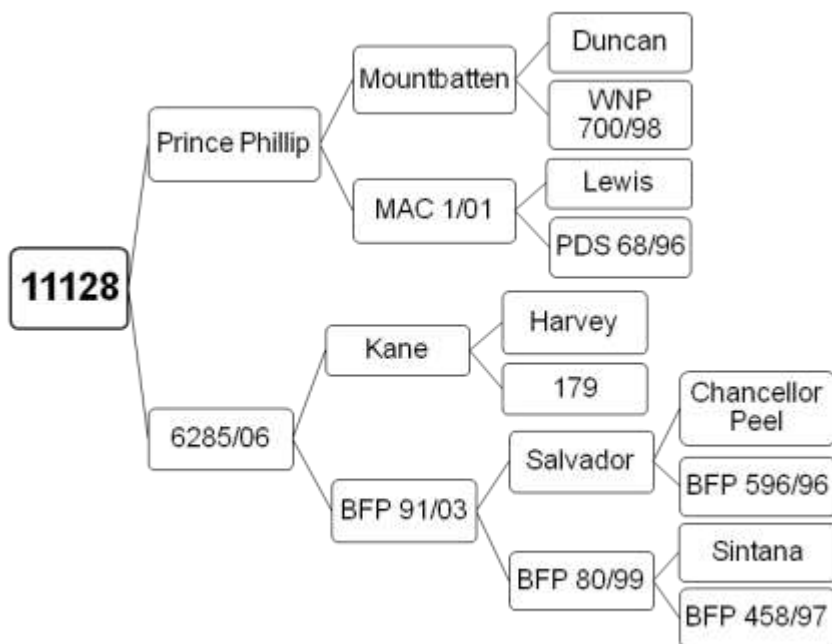 Duncan
Mountbatten
WNP
700/98
Prince Phillip
Lewis
MAC 1/01
PDS 68/96
11128
Harvey
Kane
179
Chancellor
Peel
6285/06
Salvador
BFP 596/96
BFP 91/03
Sintana
BFP 80/99
BFP 458/97